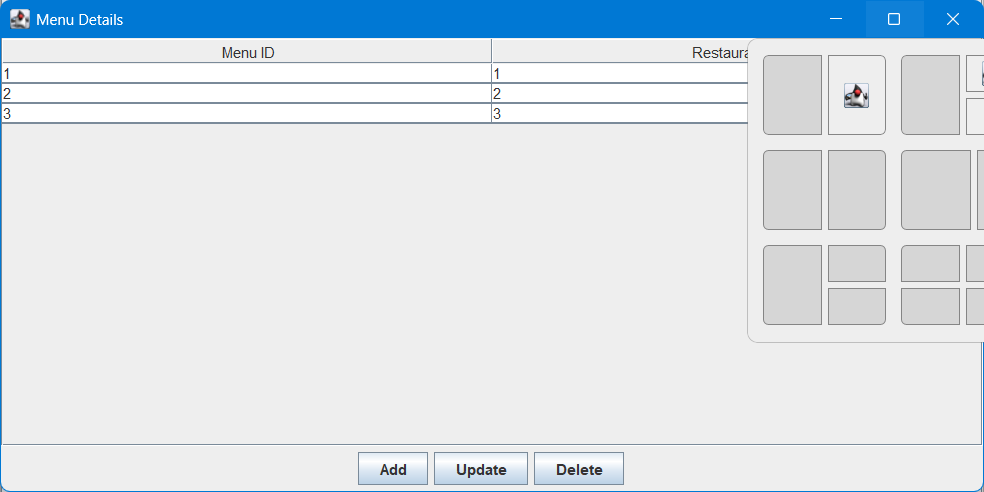 Menu Details
Menu ID Restaura
1 1
2 2
3 3
Add Update Delete